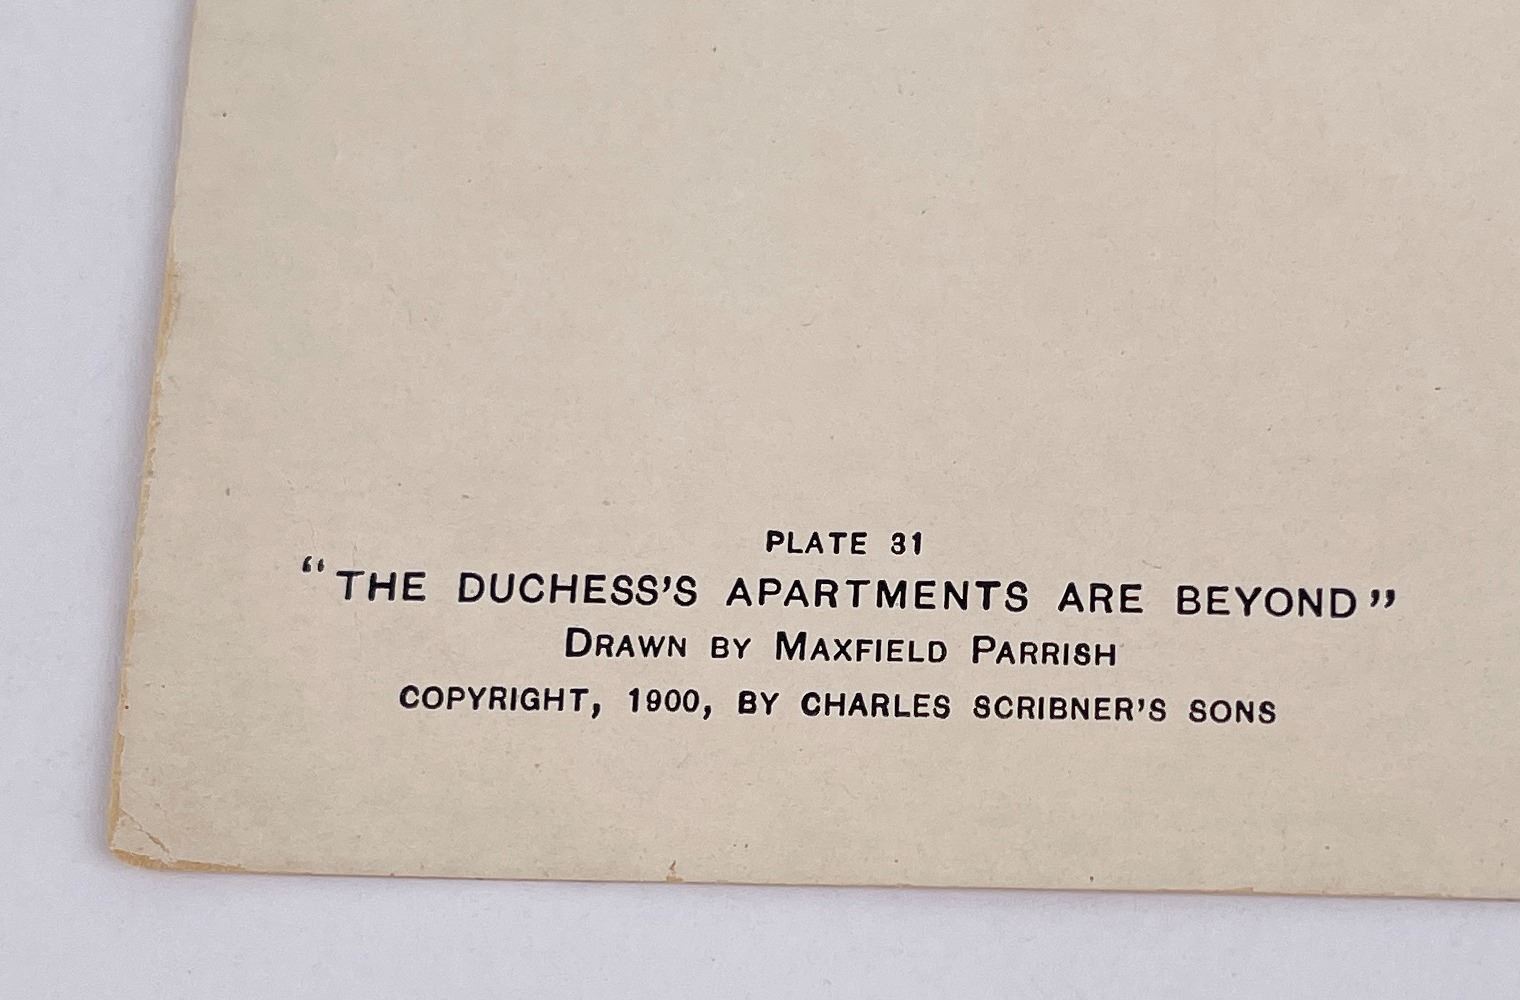 PLATE 31
“THE DUCHESS’S APARTMENTS ARE BEYOND”
DRAWN BY MAXFIELD PARRISH
COPYRIGHT, 1900, BY CHARLES SCRIBNER’S SONS